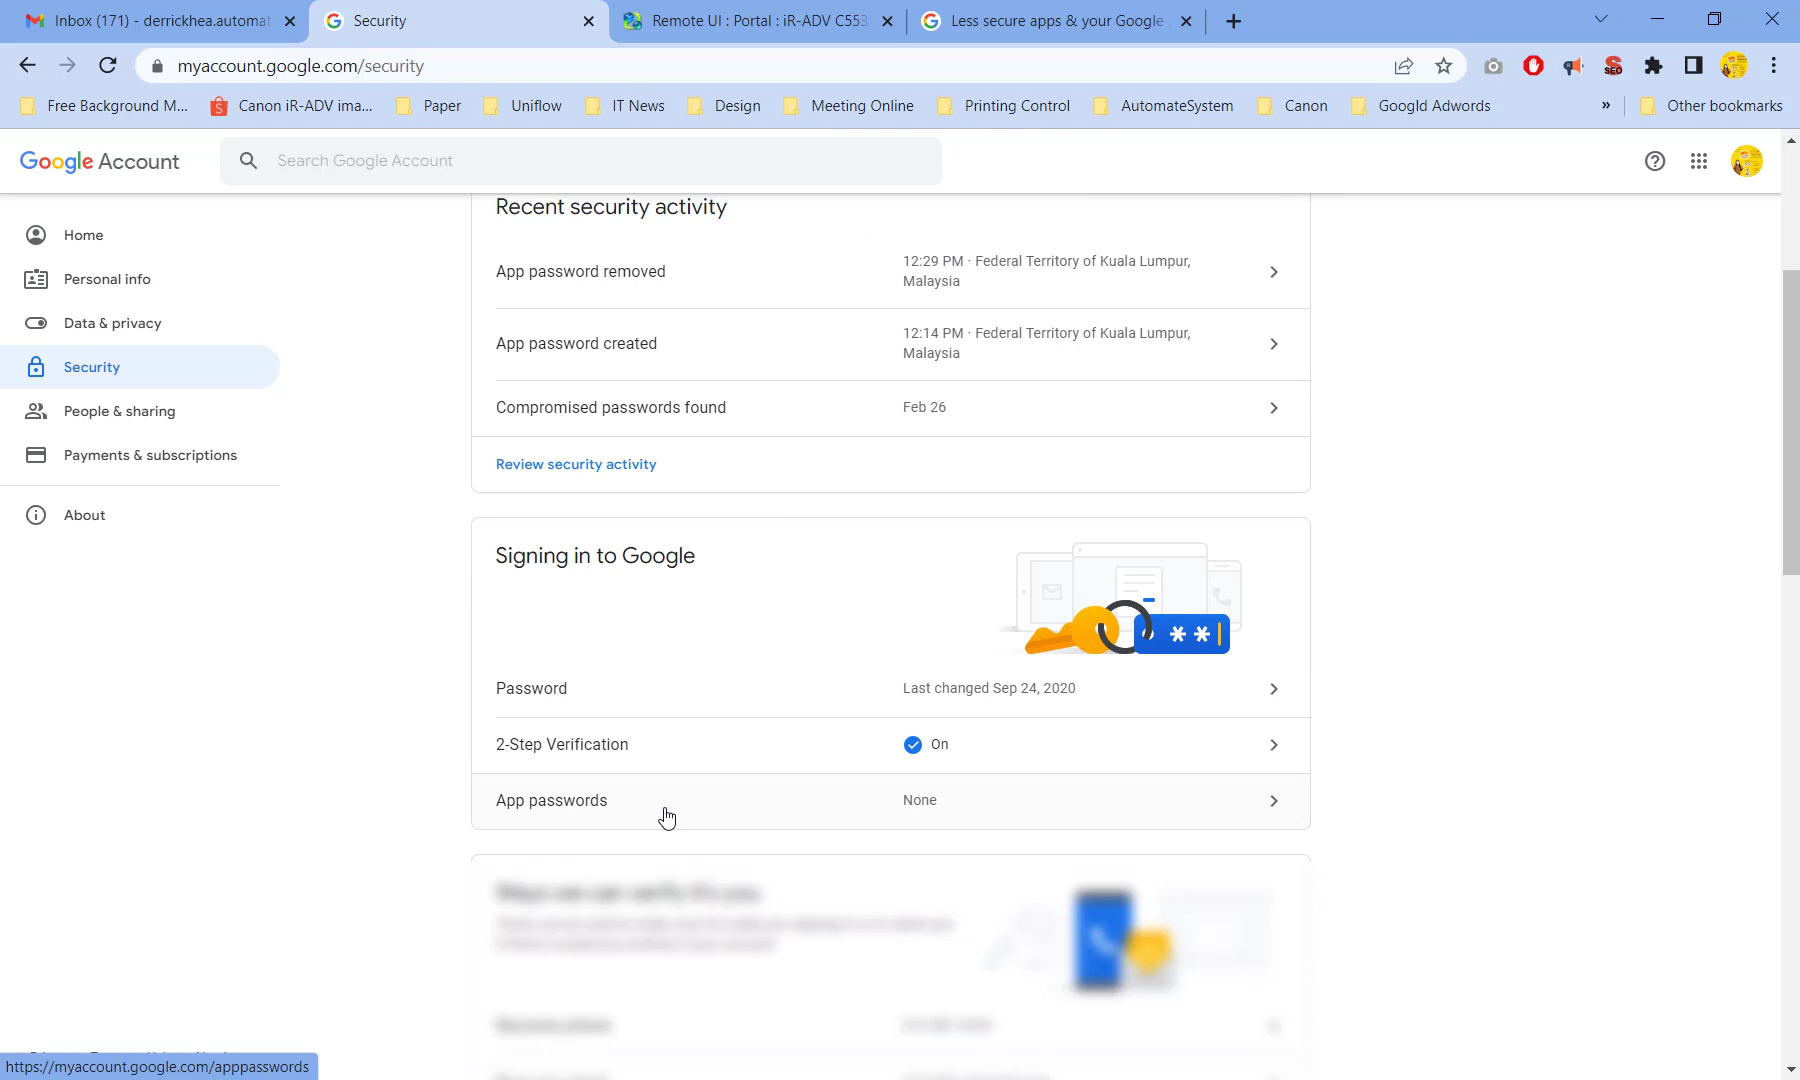 Inbox (171) - derrickhea.automat
Security
Remote UI : Portal : iR-ADV C553
Less secure apps & your Google
myaccount.google.com/security
Free Background M...
Canon iR-ADV ima...
Paper
Uniflow
IT News
Design
Meeting Online
Printing Control
AutomateSystem
Canon
Googld Adwords
»
Other bookmarks
Google Account
Search Google Account
Home
Personal info
Data & privacy
Security
People & sharing
Payments & subscriptions
About
Recent security activity
App password removed
12:29 PM · Federal Territory of Kuala Lumpur,
Malaysia
App password created
12:14 PM · Federal Territory of Kuala Lumpur,
Malaysia
Compromised passwords found
Feb 26
Review security activity
Signing in to Google
Password
Last changed Sep 24, 2020
2-Step Verification
On
App passwords
None
Ways we can verify it's you
https://myaccount.google.com/apppasswords